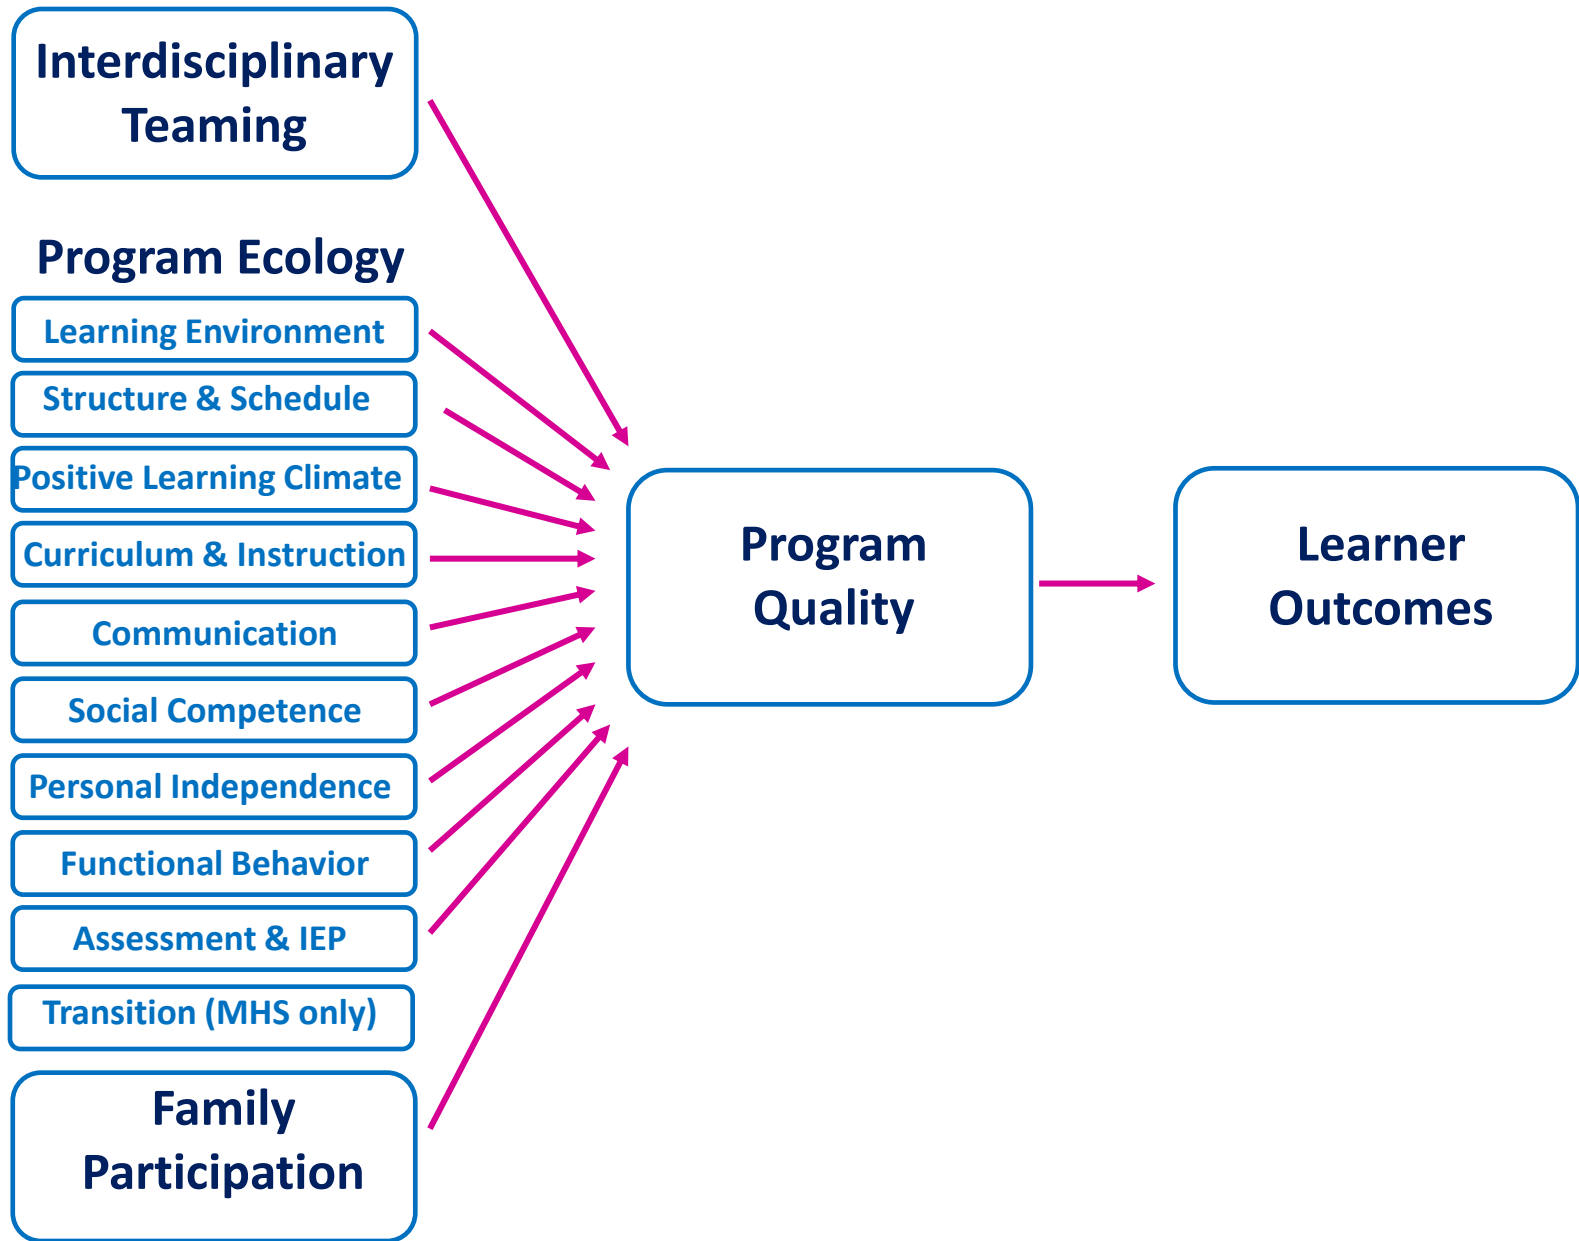 Interdisciplinary
Teaming
Program Ecology
Learning Environment
Structure & Schedule
Positive Learning Climate
Curriculum & Instruction
Communication
Social Competence
Personal Independence
Functional Behavior
Assessment & IEP
Transition (MHS only)
Family
Participation
Program
Quality
Learner
Outcomes